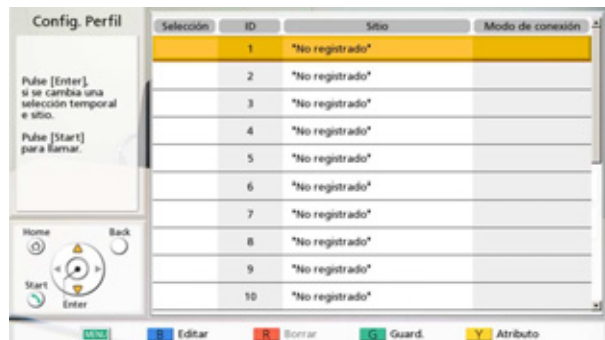 Config. Perfil
Pulse [Enter],
si se cambia una
selección temporal
e sitio.
Pulse [Start]
para llamar.
Home Back
Start
Enter
Selección ID Sitio Modo de conexión
1 "No registrado"
2 "No registrado"
3 "No registrado"
4 "No registrado"
5 "No registrado"
6 "No registrado"
7 "No registrado"
8 "No registrado"
9 "No registrado"
10 "No registrado"
MENU B Editar R Borrar G Guard. Y Atributo